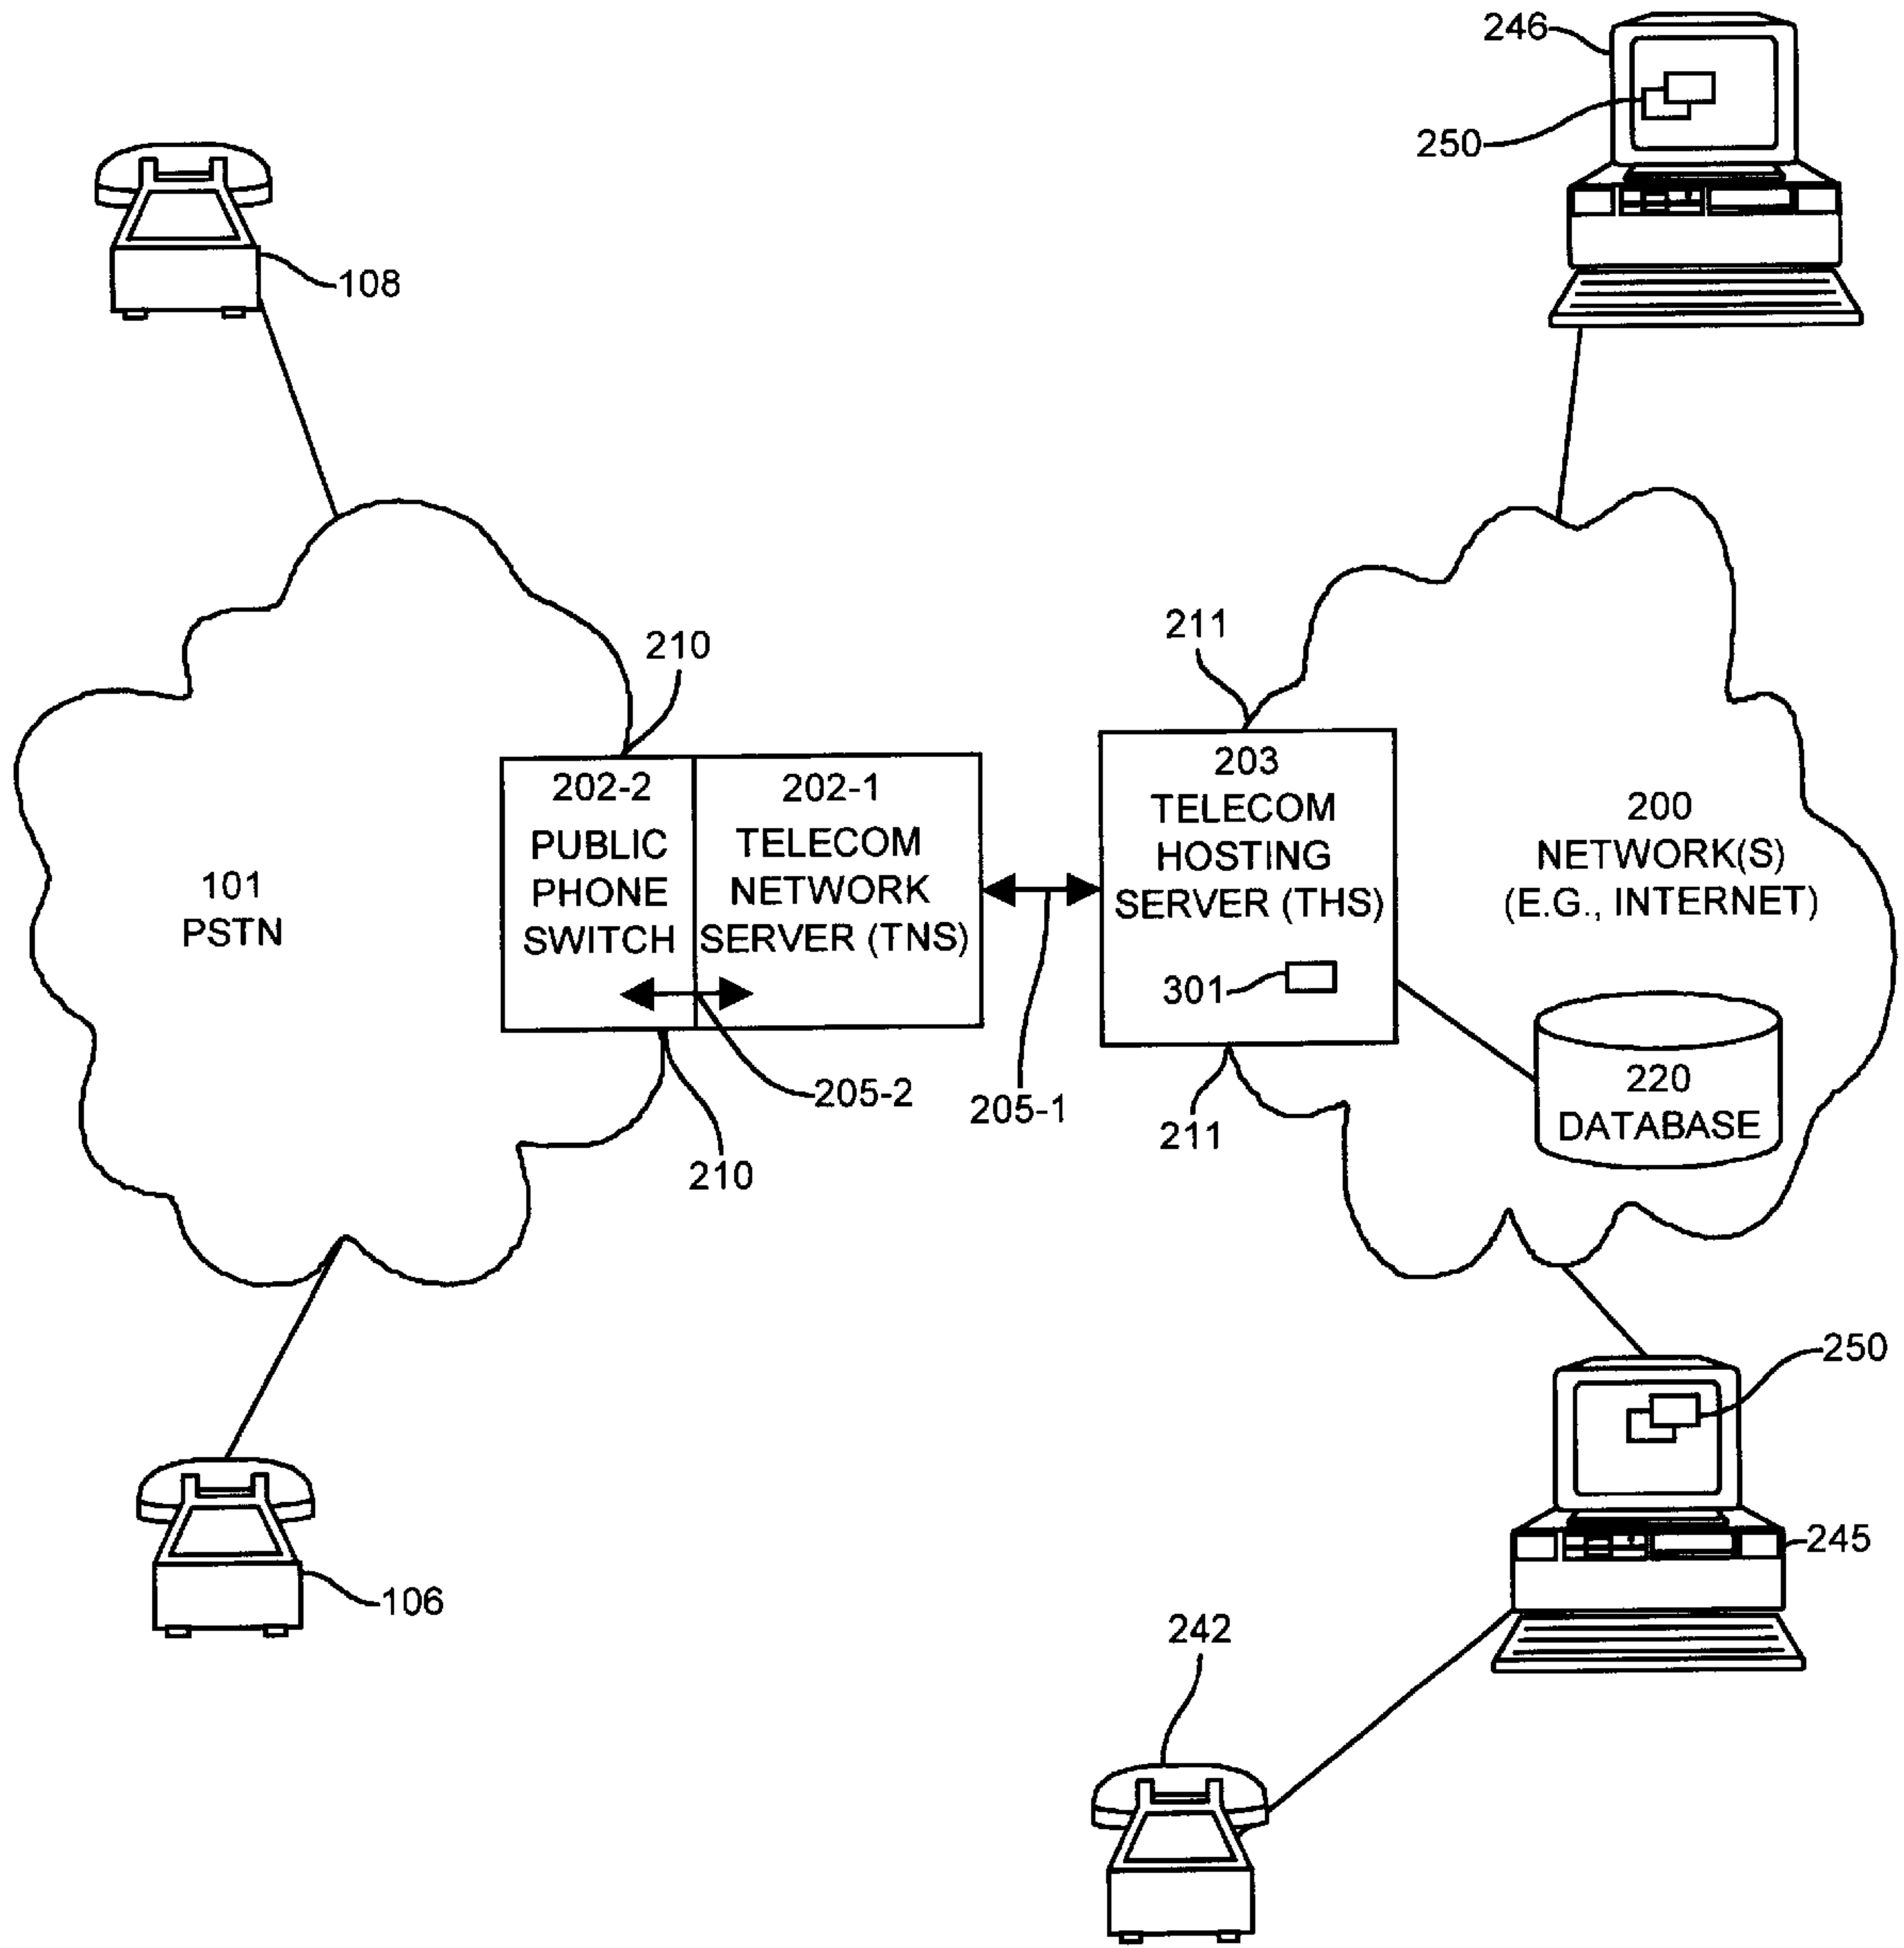 246
250
108
211
210
202-2
PUBLIC
PHONE
SWITCH
202-1
TELECOM
NETWORK
SERVER (TNS)
203
TELECOM
HOSTING
SERVER (THS)
301
200
NETWORK(S)
(E.G., INTERNET)
101
PSTN
220
DATABASE
205-2
205-1
211
210
250
245
106
242